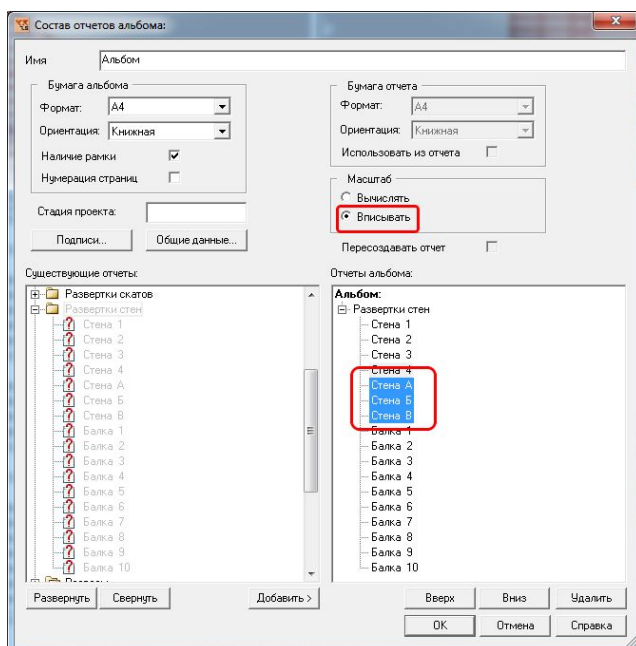 Состав отчетов альбома:
Имя Альбом
Бумага альбома
Формат: A4
Ориентация: Книжная
Наличие рамки
Нумерация страниц
Стадия проекта:
Подписи... Общие данные...
Бумага отчета
Формат: A4
Ориентация: Книжная
Использовать из отчета
Масштаб
Вычислять
Вписывать
Пересоздавать отчет
Существующие отчеты:
Развертки скатов
Развертки стен
Стена 1
Стена 2
Стена 3
Стена 4
Стена А
Стена Б
Стена В
Балка 1
Балка 2
Балка 3
Балка 4
Балка 5
Балка 6
Балка 7
Балка 8
Балка 9
Балка 10
Отчеты альбома:
Альбом:
Развертки стен
Стена 1
Стена 2
Стена 3
Стена 4
Стена А
Стена Б
Стена В
Балка 1
Балка 2
Балка 3
Балка 4
Балка 5
Балка 6
Балка 7
Балка 8
Балка 9
Балка 10
Развернуть Свернуть Добавить > Вверх Вниз Удалить
OK Отмена Справка